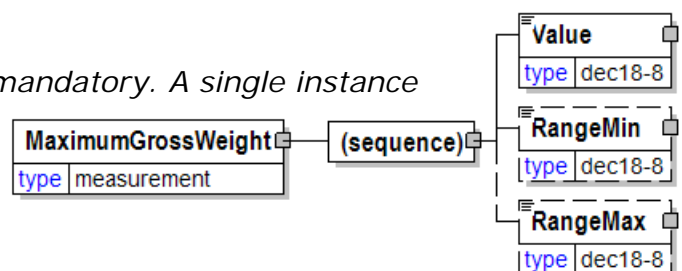 Value
type dec18-8
mandatory. A single instance
RangeMin
type dec18-8
MaximumGrossWeight
type measurement
(sequence)
RangeMax
type dec18-8